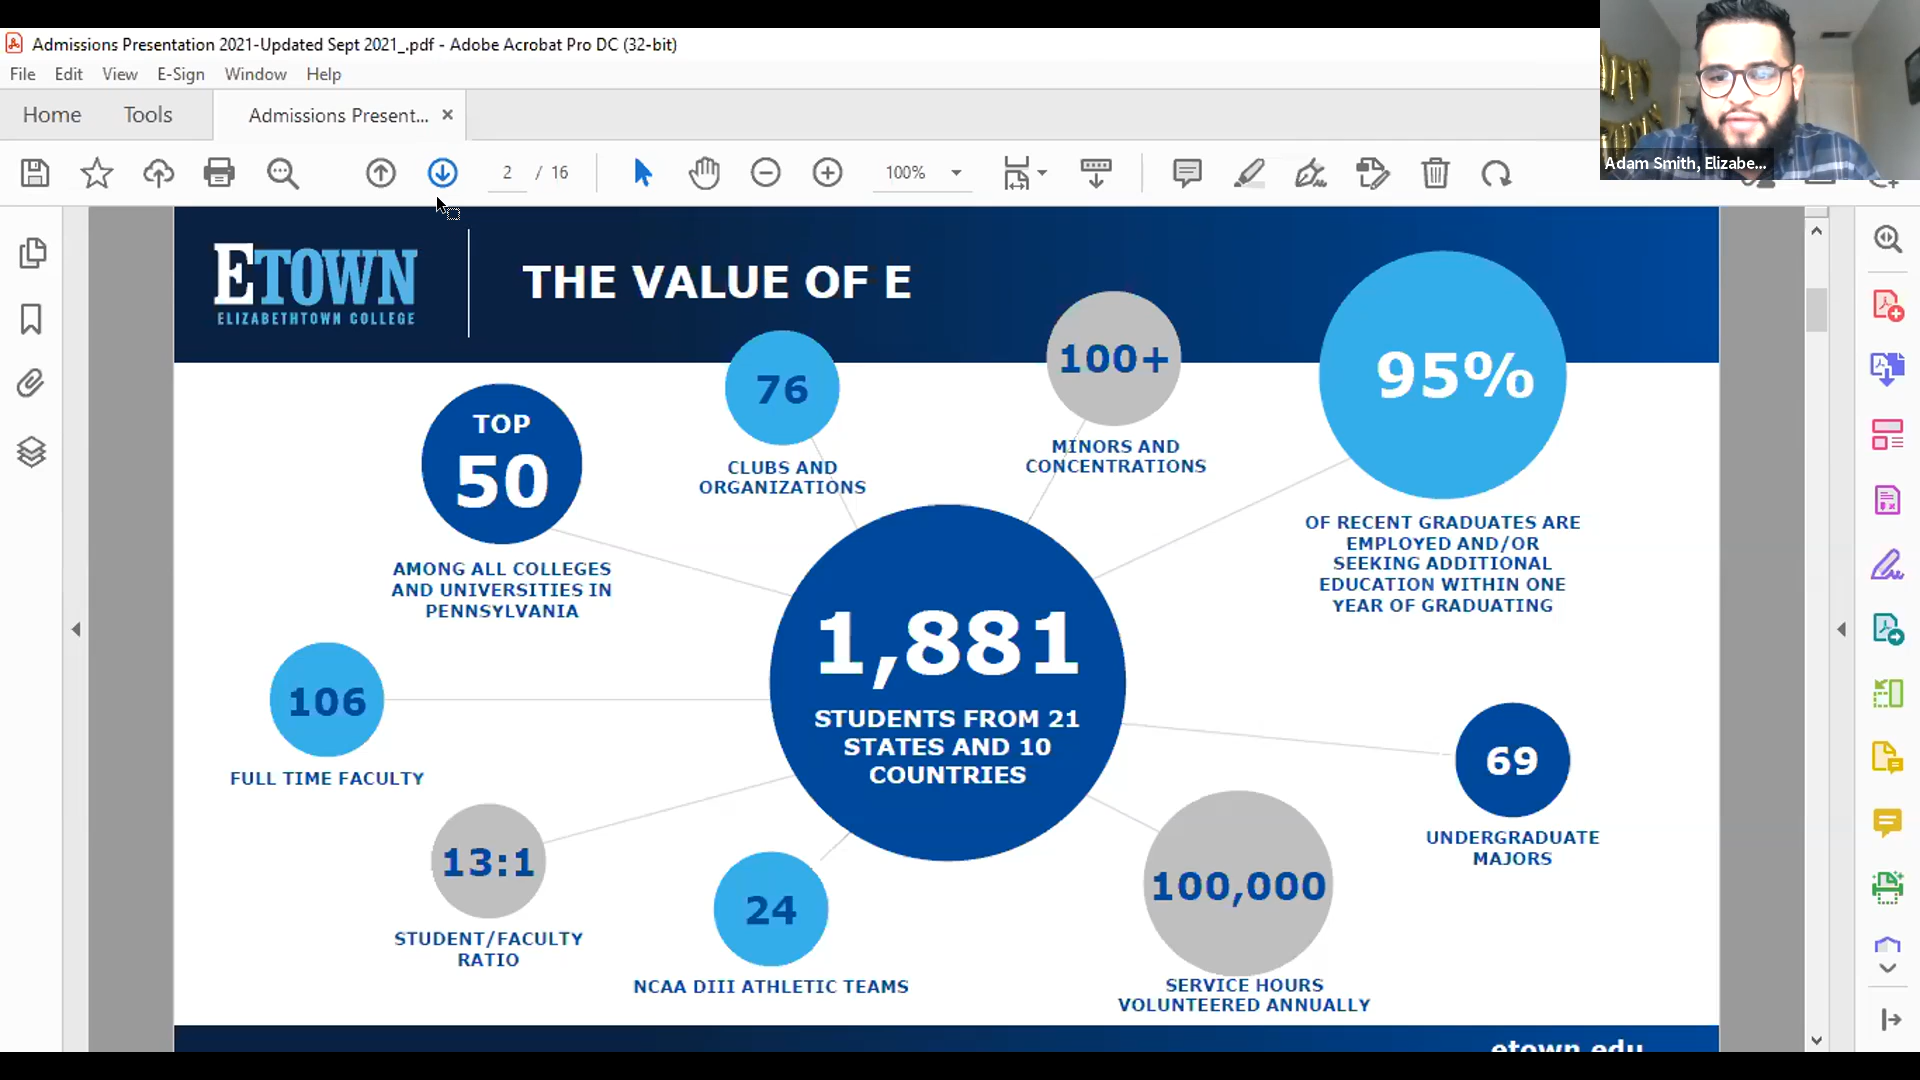 Admissions Presentation 2021-Updated Sept 2021_.pdf - Adobe Acrobat Pro DC (32-bit)
File Edit View E-Sign Window Help
Home Tools Admissions Present... ×
2 / 16 100%
Adam Smith, Elizabe...
ETOWN
ELIZABETHTOWN COLLEGE
THE VALUE OF E
TOP
50
AMONG ALL COLLEGES
AND UNIVERSITIES IN
PENNSYLVANIA
76
CLUBS AND
ORGANIZATIONS
100+
MINORS AND
CONCENTRATIONS
95%
OF RECENT GRADUATES ARE
EMPLOYED AND/OR
SEEKING ADDITIONAL
EDUCATION WITHIN ONE
YEAR OF GRADUATING
1,881
STUDENTS FROM 21
STATES AND 10
COUNTRIES
106
FULL TIME FACULTY
69
UNDERGRADUATE
MAJORS
13:1
STUDENT/FACULTY
RATIO
24
NCAA DIII ATHLETIC TEAMS
100,000
SERVICE HOURS
VOLUNTEERED ANNUALLY
etown.edu